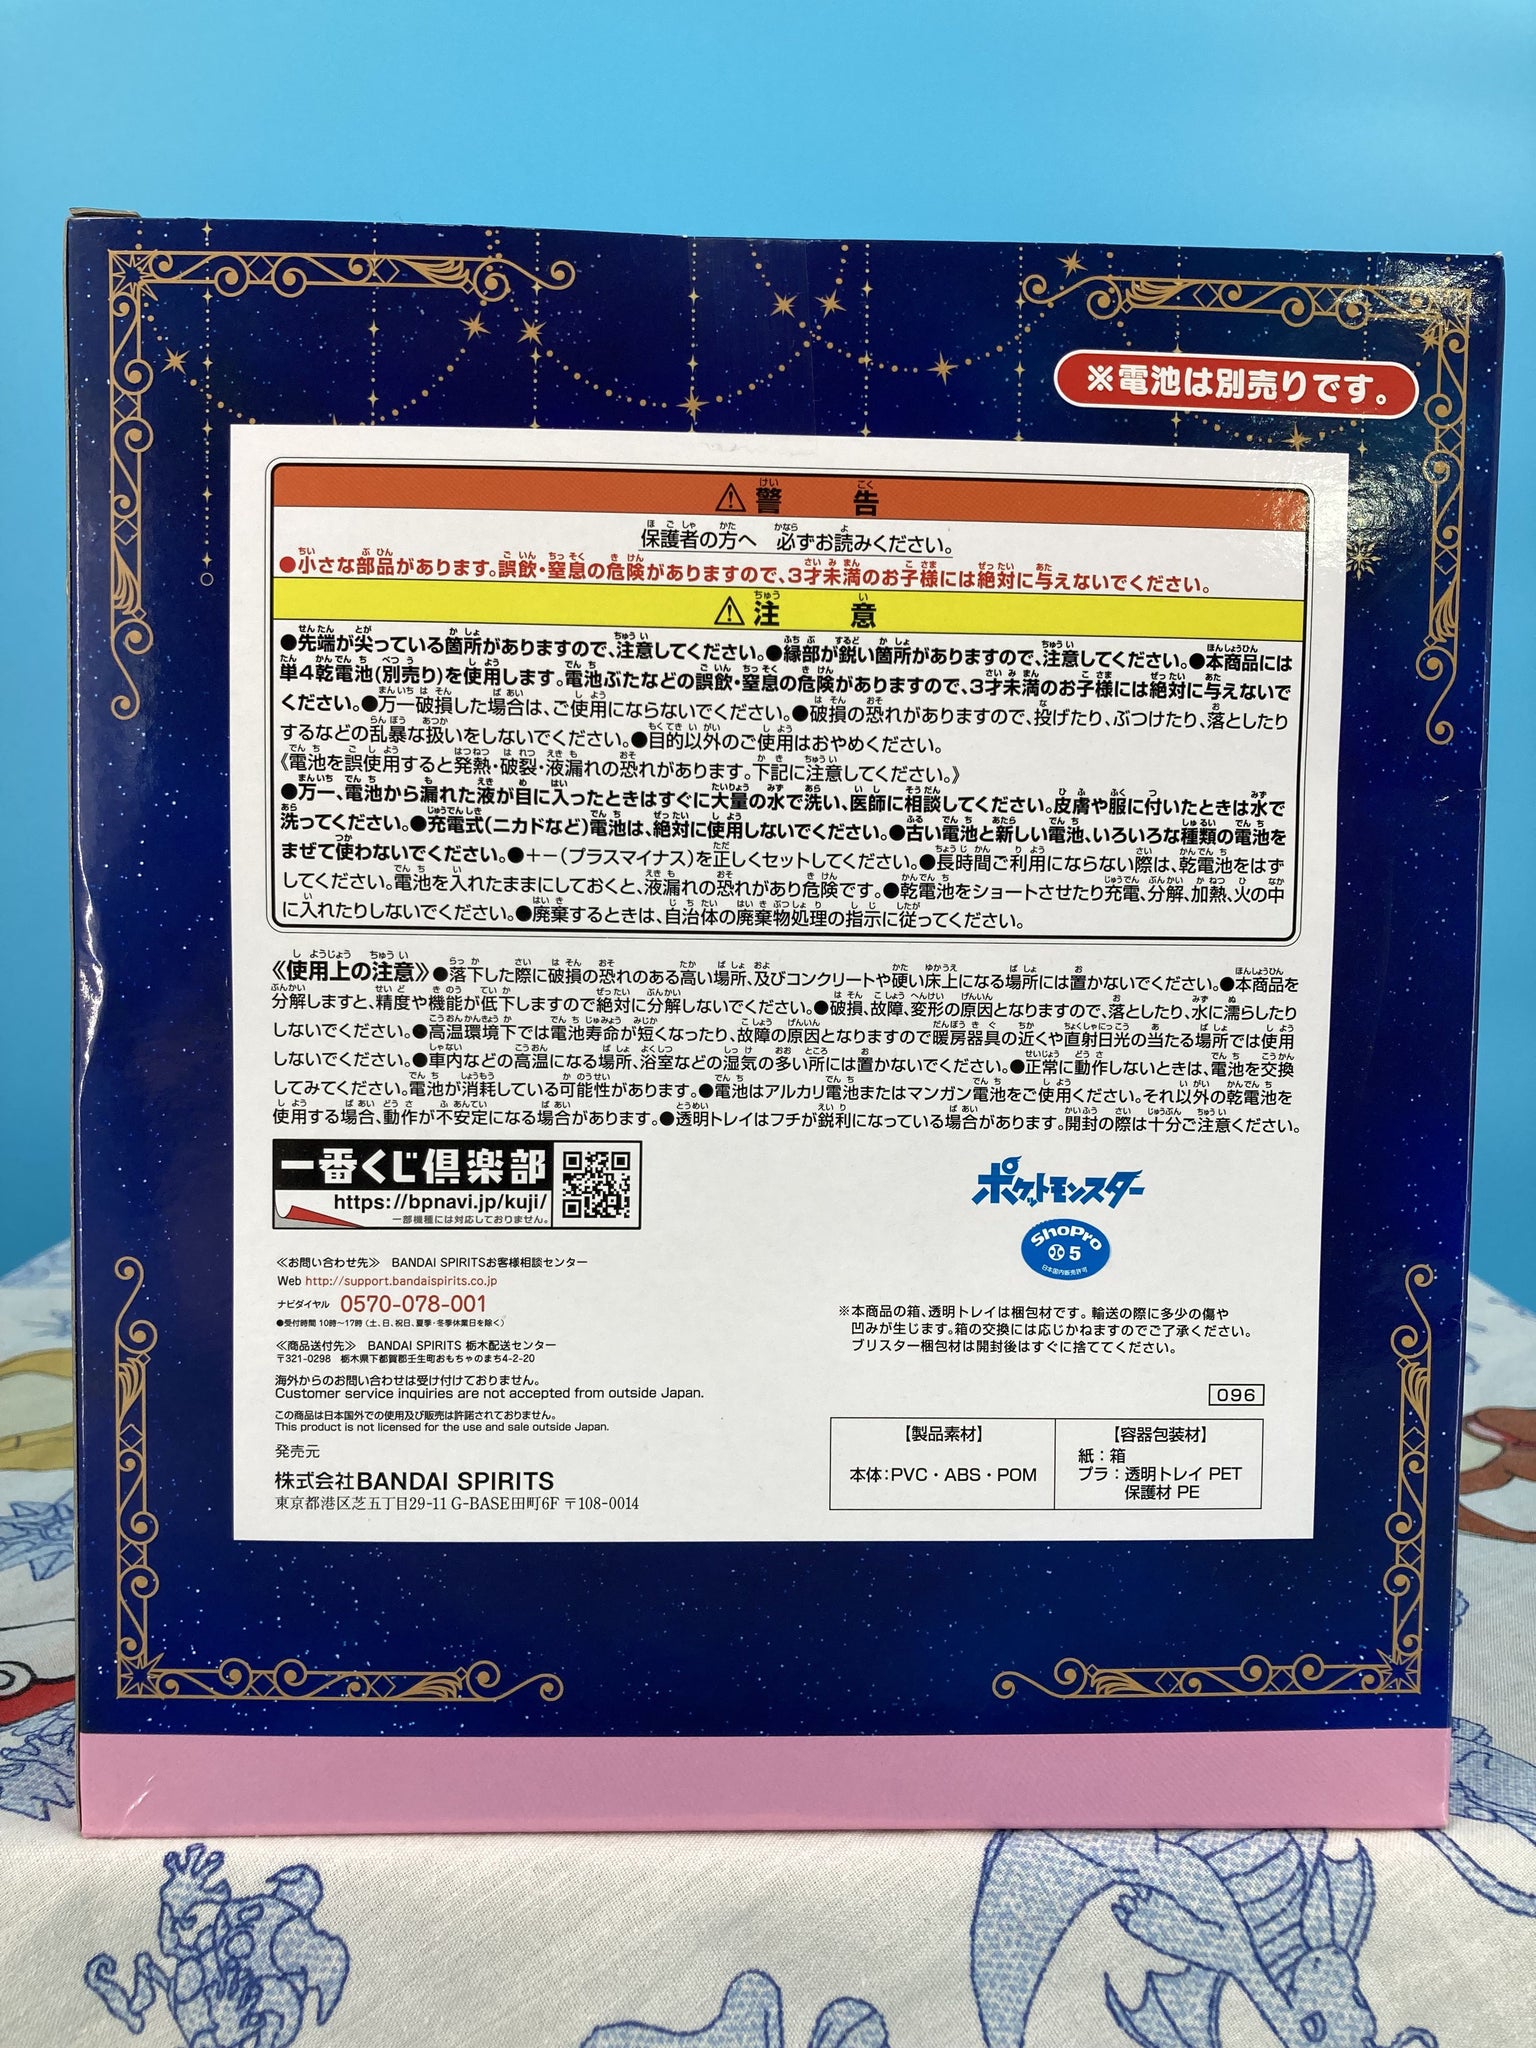 ※電池は別売りです。
⚠警告
保護者の方へ 必ずお読みください。
●小さな部品があります。誤飲・窒息の危険がありますので、3才未満のお子様には絶対に与えないでください。
⚠注意
●先端が尖っている箇所がありますので、注意してください。●縁部が鋭い箇所がありますので、注意してください。●本商品には
単4乾電池(別売り)を使用します。電池ぶたなどの誤飲・窒息の危険がありますので、3才未満のお子様には絶対に与えないで
ください。●万一破損した場合は、ご使用にならないでください。●破損の恐れがありますので、投げたり、ぶつけたり、落としたり
するなどの乱暴な扱いをしないでください。●目的以外のご使用はおやめください。
《電池を誤使用すると発熱・破裂・液漏れの恐れがあります。下記に注意してください。》
●万一、電池から漏れた液が目に入ったときはすぐに大量の水で洗い、医師に相談してください。皮膚や服に付いたときは水で
洗ってください。●充電式(ニカドなど)電池は、絶対に使用しないでください。●古い電池と新しい電池、いろいろな種類の電池を
まぜて使わないでください。●+-(プラスマイナス)を正しくセットしてください。●長時間ご利用にならない際は、乾電池をはず
してください。電池を入れたままにしておくと、液漏れの恐れがあり危険です。●乾電池をショートさせたり充電、分解、加熱、火の中
に入れたりしないでください。●廃棄するときは、自治体の廃棄物処理の指示に従ってください。
《使用上の注意》●落下した際に破損の恐れのある高い場所、及びコンクリートや硬い床上になる場所には置かないでください。●本商品を
分解しますと、精度や機能が低下しますので絶対に分解しないでください。●破損、故障、変形の原因となりますので、落としたり、水に濡らしたり
しないでください。●高温環境下では電池寿命が短くなったり、故障の原因となりますので暖房器具の近くや直射日光の当たる場所では使用
しないでください。●車内などの高温になる場所、浴室などの湿気の多い所には置かないでください。●正常に動作しないときは、電池を交換
してみてください。電池が消耗している可能性があります。●電池はアルカリ電池またはマンガン電池をご使用ください。それ以外の乾電池を
使用する場合、動作が不安定になる場合があります。●透明トレイはフチが鋭利になっている場合があります。開封の際は十分ご注意ください。
一番くじ倶楽部
https://bpnavi.jp/kuji/
一部機種には対応しておりません。
ポケットモンスター
ShoPro
5
日本国内販売許可
≪お問い合わせ先≫ BANDAI SPIRITSお客様相談センター
Web http://support.bandaispirits.co.jp
ナビダイヤル 0570-078-001
●受付時間 10時~17時 (土、日、祝日、夏季・冬季休業日を除く)
≪商品送付先≫ BANDAI SPIRITS 栃木配送センター
〒321-0298 栃木県下都賀郡壬生町おもちゃのまち4-2-20
海外からのお問い合わせは受け付けておりません。
Customer service inquiries are not accepted from outside Japan.
この商品は日本国外での使用及び販売は許諾されておりません。
This product is not licensed for the use and sale outside Japan.
発売元
株式会社BANDAI SPIRITS
東京都港区芝五丁目29-11 G-BASE田町6F 〒108-0014
※本商品の箱、透明トレイは梱包材です。輸送の際に多少の傷や
凹みが生じます。箱の交換には応じかねますのでご了承ください。
ブリスター梱包材は開封後はすぐに捨ててください。
096
【製品素材】
本体:PVC・ABS・POM
【容器包装材】
紙:箱
プラ:透明トレイ PET
保護材 PE